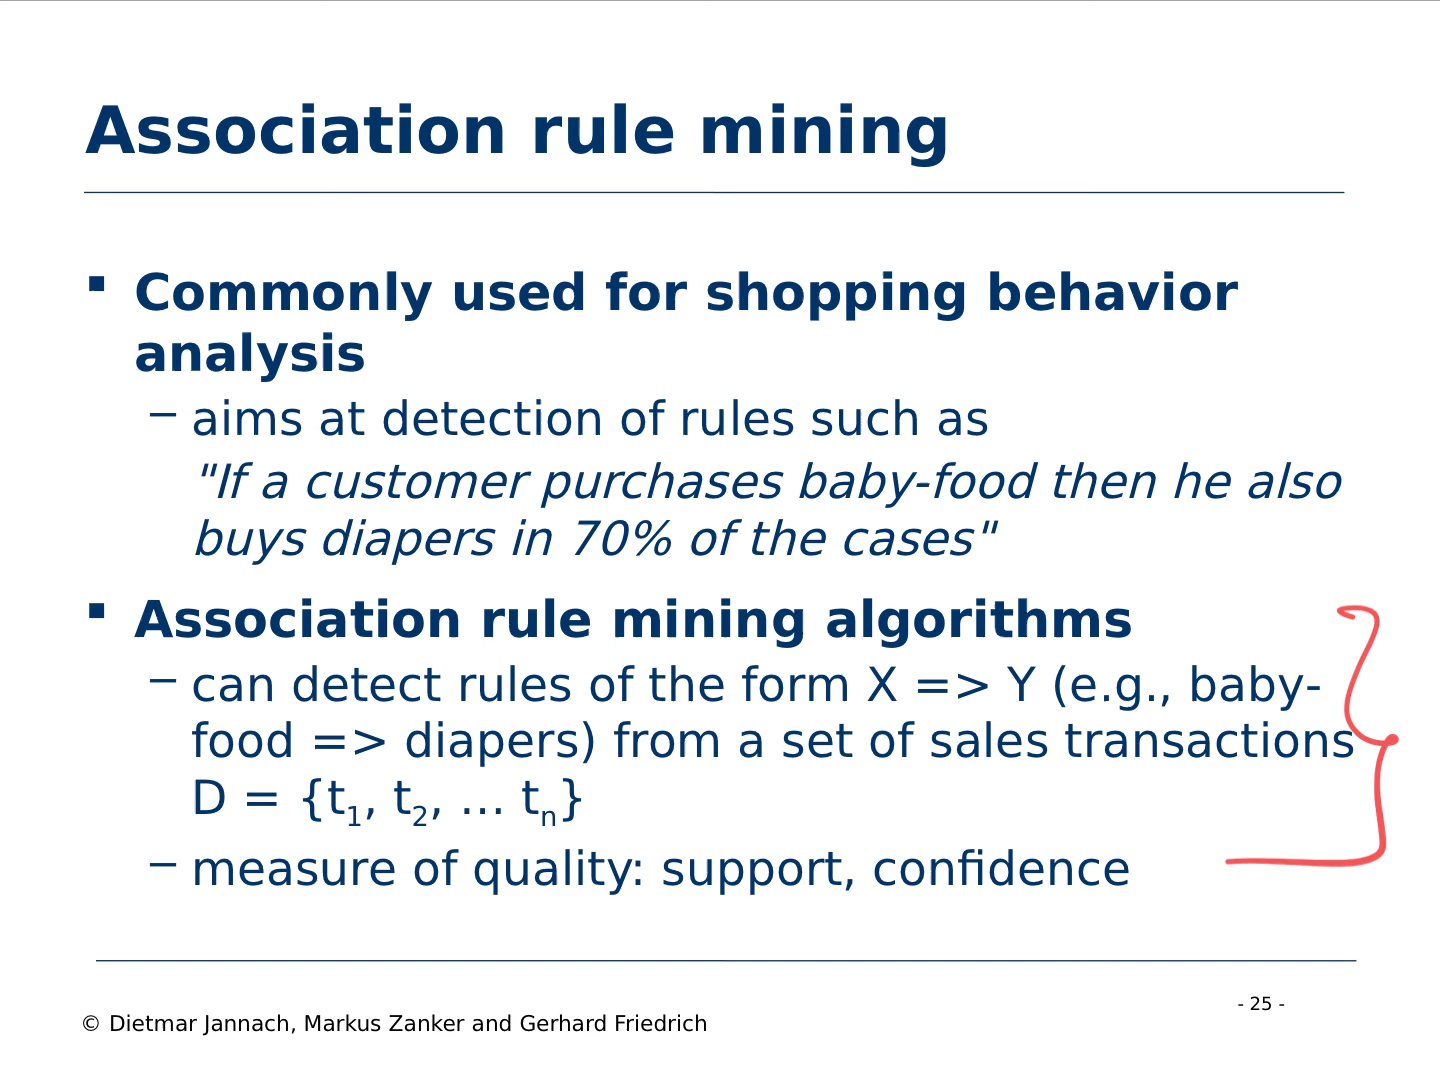 Association rule mining
▪ Commonly used for shopping behavior
analysis
– aims at detection of rules such as
"If a customer purchases baby-food then he also
buys diapers in 70% of the cases"
▪ Association rule mining algorithms
– can detect rules of the form X => Y (e.g., baby-
food => diapers) from a set of sales transactions
D = {t₁, t₂, … tₙ}
– measure of quality: support, confidence
- 25 -
© Dietmar Jannach, Markus Zanker and Gerhard Friedrich